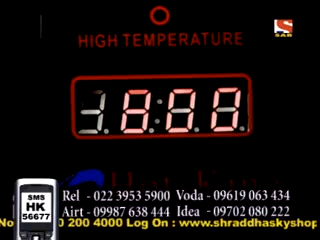 SAB
HIGH TEMPERATURE
SMS
HK
56677
Rel - 022 3953 5900 Voda - 09619 063 434
Airt - 09987 638 444 Idea - 09702 080 222
200 4000 Log On : www.shraddhaskyshop